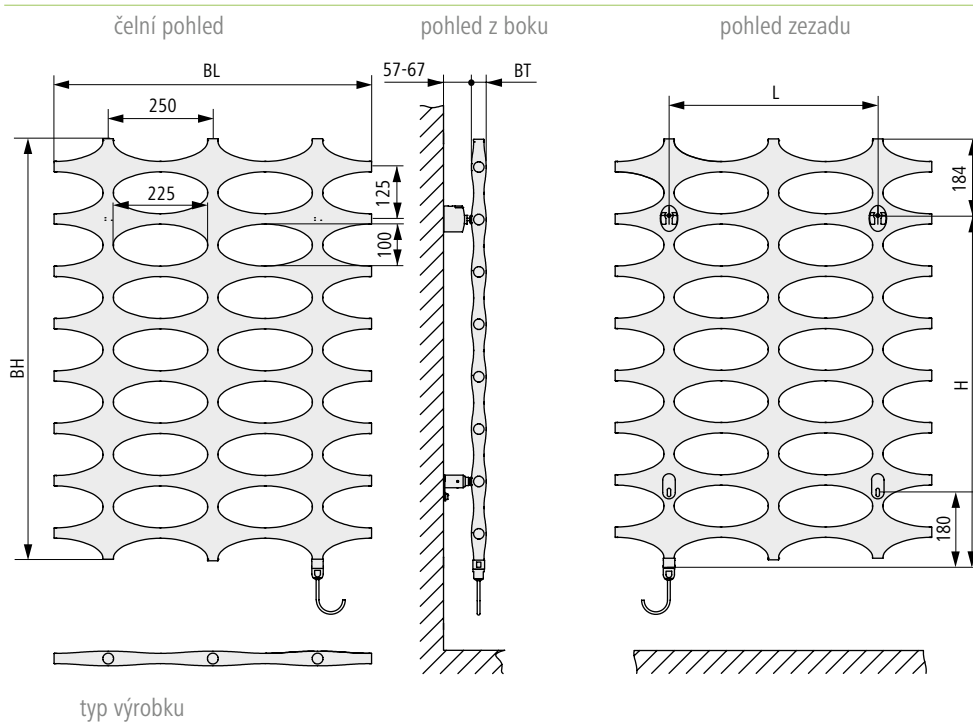 čelní pohled
pohled z boku
pohled zezadu
BL
57-67
BT
L
250
184
125
225
100
BH
H
180
typ výrobku